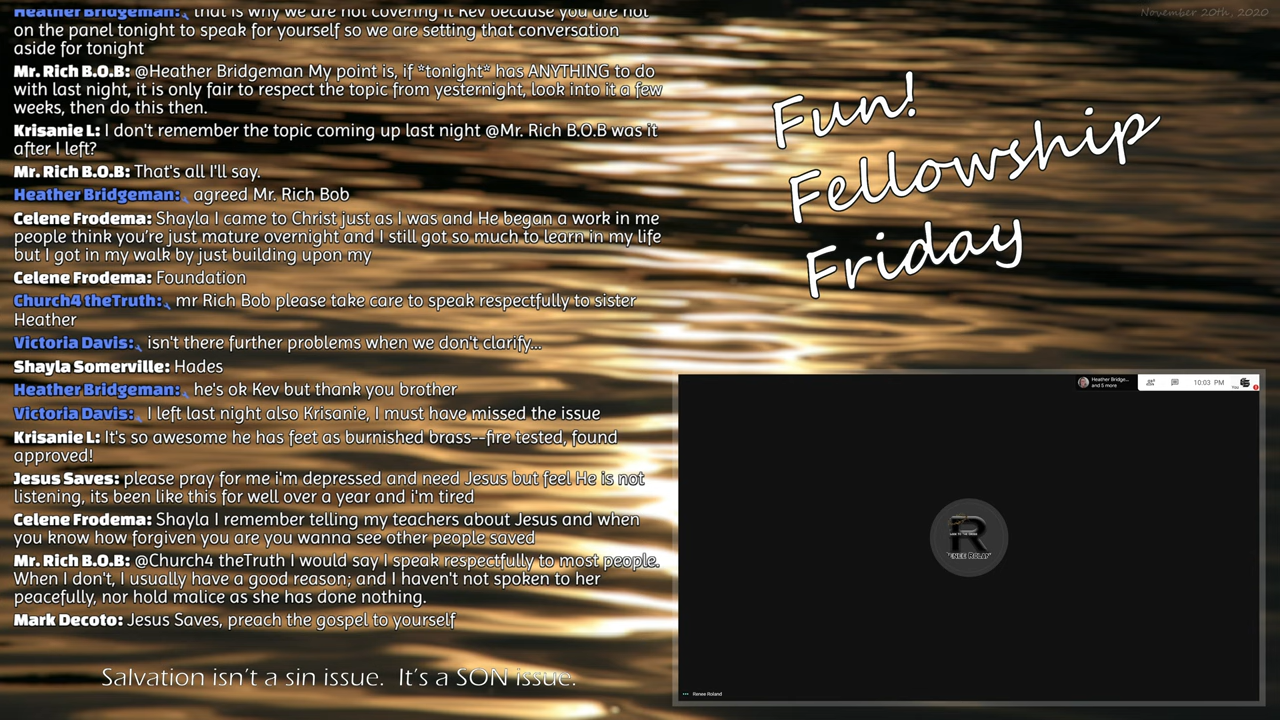 Heather Bridgeman: that is why we are not covering it Kev because you are not
on the panel tonight to speak for yourself so we are setting that conversation
aside for tonight
Mr. Rich B.O.B: @Heather Bridgeman My point is, if *tonight* has ANYTHING to do
with last night, it is only fair to respect the topic from yesternight, look into it a few
weeks, then do this then.
Krisanie L: I don't remember the topic coming up last night @Mr. Rich B.O.B was it
after I left?
Mr. Rich B.O.B: That's all I'll say.
Heather Bridgeman: agreed Mr. Rich Bob
Celene Frodema: Shayla I came to Christ just as I was and He began a work in me
people think you're just mature overnight and I still got so much to learn in my life
but I got in my walk by just building upon my
Celene Frodema: Foundation
Church4 theTruth: mr Rich Bob please take care to speak respectfully to sister
Heather
Victoria Davis: isn't there further problems when we don't clarify...
Shayla Somerville: Hades
Heather Bridgeman: he's ok Kev but thank you brother
Victoria Davis: I left last night also Krisanie, I must have missed the issue
Krisanie L: It's so awesome he has feet as burnished brass--fire tested, found
approved!
Jesus Saves: please pray for me i'm depressed and need Jesus but feel He is not
listening, its been like this for well over a year and i'm tired
Celene Frodema: Shayla I remember telling my teachers about Jesus and when
you know how forgiven you are you wanna see other people saved
Mr. Rich B.O.B: @Church4 theTruth I would say I speak respectfully to most people.
When I don't, I usually have a good reason; and I haven't not spoken to her
peacefully, nor hold malice as she has done nothing.
Mark Decoto: Jesus Saves, preach the gospel to yourself
Salvation isn't a sin issue. It's a SON issue.
November 20th, 2020
Fun!
Fellowship
Friday
Heather Bridge...
and 5 more
10:03 PM
You
R
Renee Roland